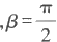 ,β = π/2